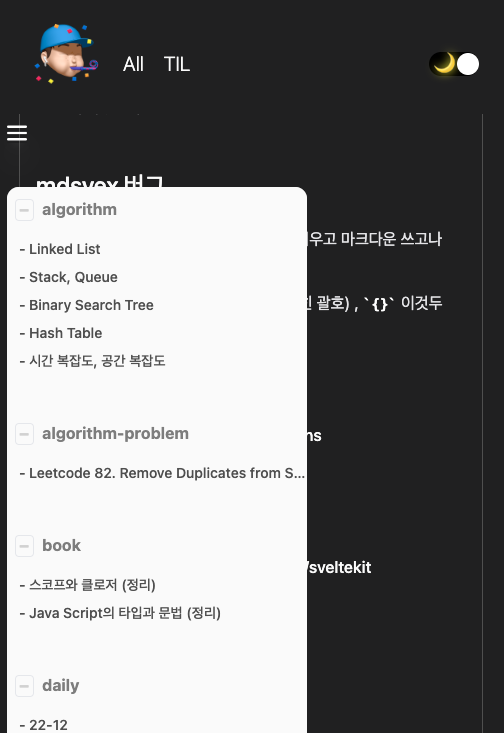 All TIL
mdsvex 버그
algorithm
- Linked List
- Stack, Queue
- Binary Search Tree
- Hash Table
- 시간 복잡도, 공간 복잡도
algorithm-problem
- Leetcode 82. Remove Duplicates from S...
book
- 스코프와 클로저 (정리)
- Java Script의 타입과 문법 (정리)
daily
- 22-12
우고 마크다운 쓰고나
괄호) , `{}` 이것두
ns
/sveltekit